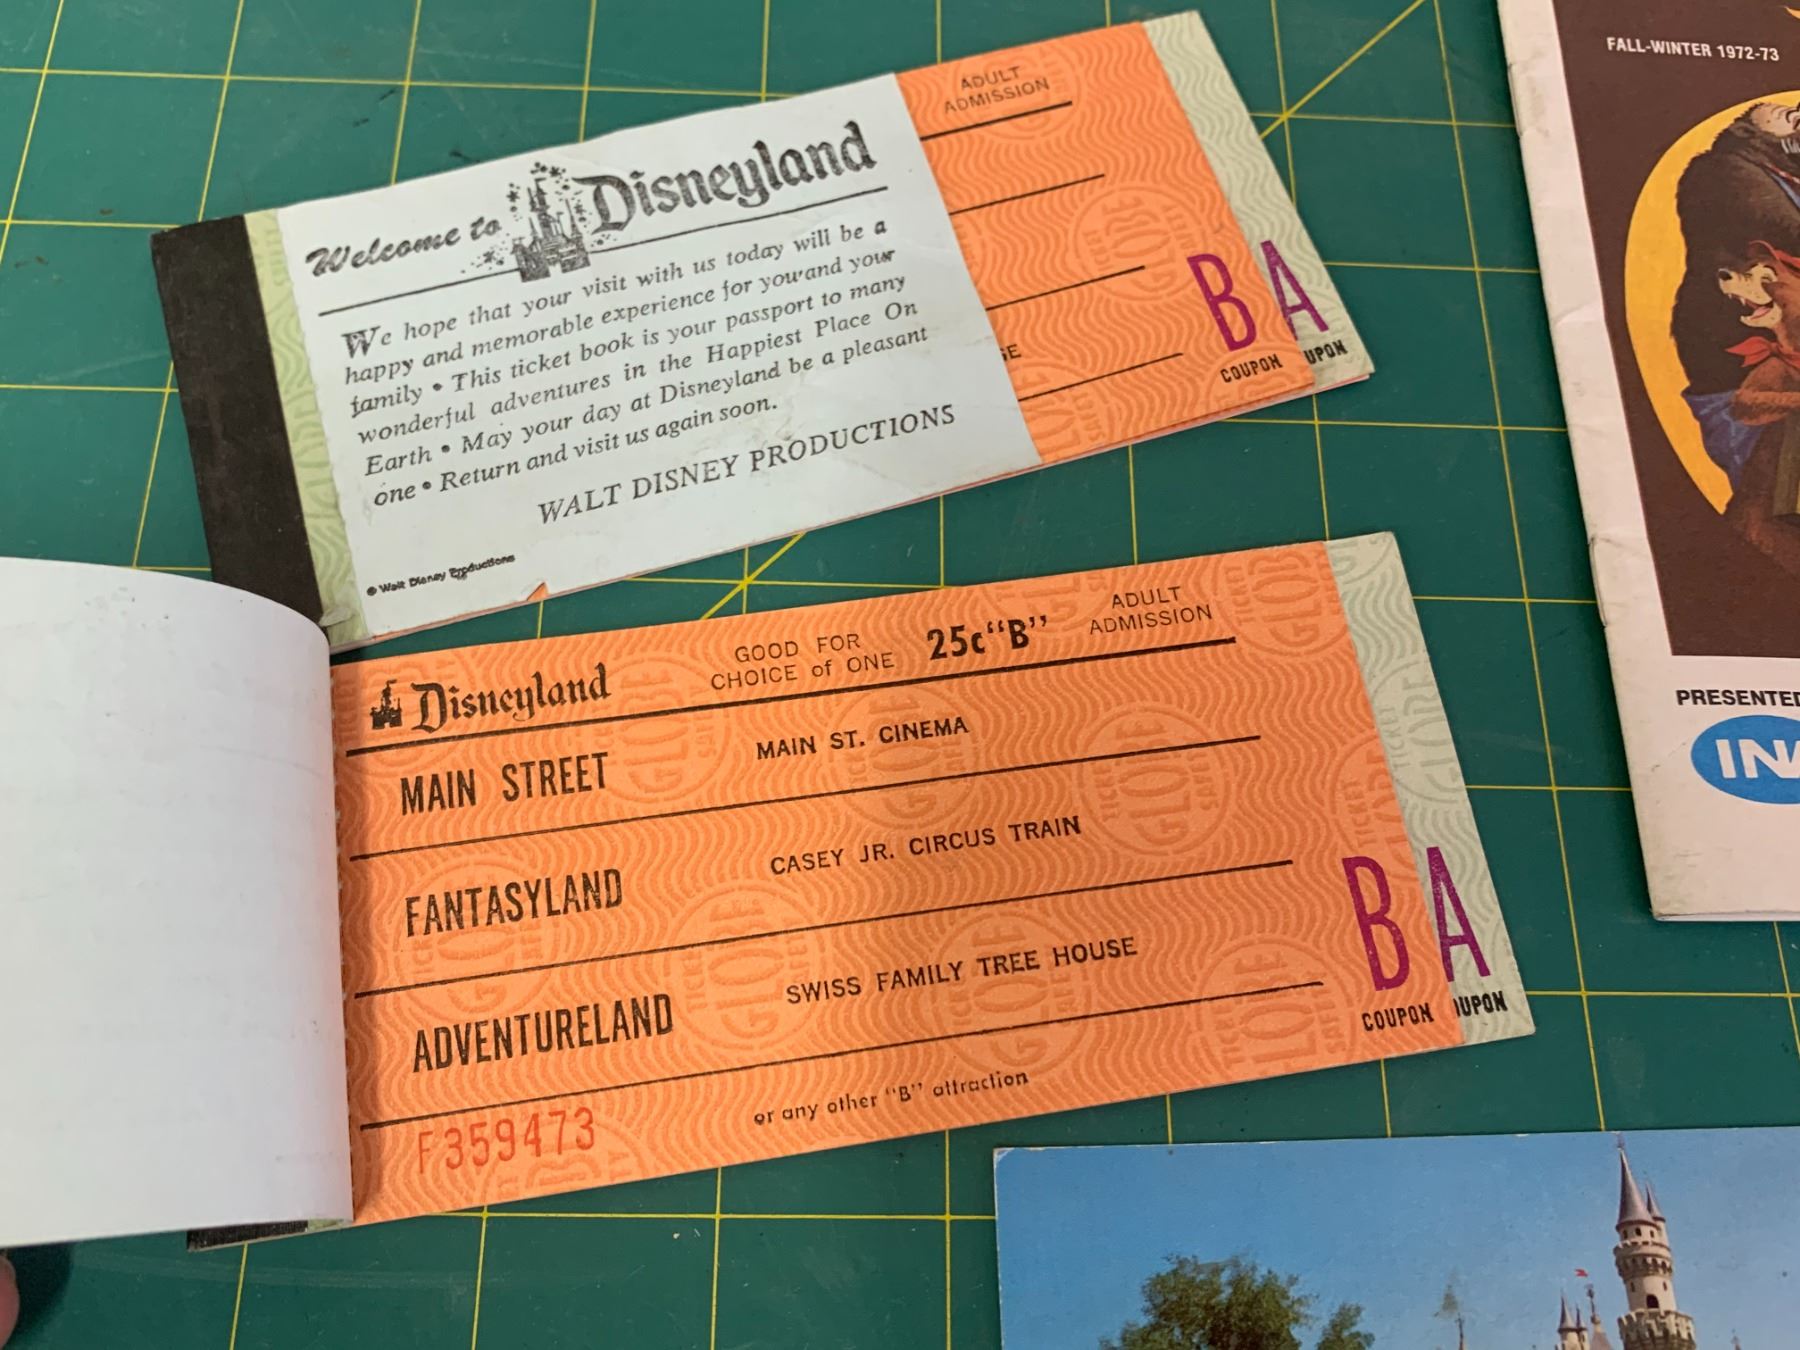 Welcome to Disneyland
We hope that your visit with us today will be a
happy and memorable experience for you and your
family • This ticket book is your passport to many
wonderful adventures in the Happiest Place On
Earth • May your day at Disneyland be a pleasant
one • Return and visit us again soon.
WALT DISNEY PRODUCTIONS
© Walt Disney Productions
ADULT
ADMISSION
B A
COUPON UPON
FALL-WINTER 1972-73
PRESENTED
Disneyland
GOOD FOR
CHOICE of ONE
25c "B"
ADULT
ADMISSION
MAIN STREET MAIN ST. CINEMA
FANTASYLAND CASEY JR. CIRCUS TRAIN
ADVENTURELAND SWISS FAMILY TREE HOUSE
or any other "B" attraction
F359473
B A
COUPON OUPON